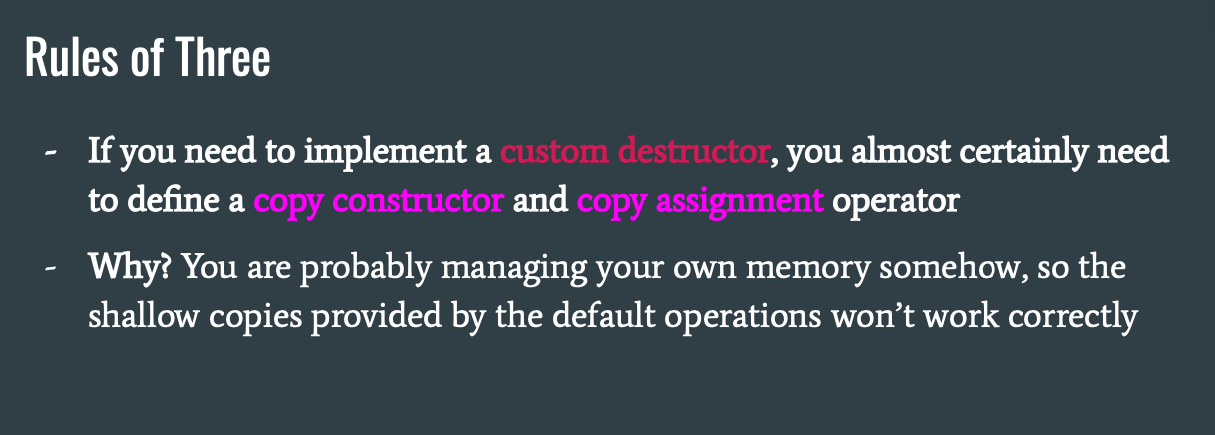 Rules of Three
- If you need to implement a custom destructor, you almost certainly need
to define a copy constructor and copy assignment operator
- Why? You are probably managing your own memory somehow, so the
shallow copies provided by the default operations won’t work correctly